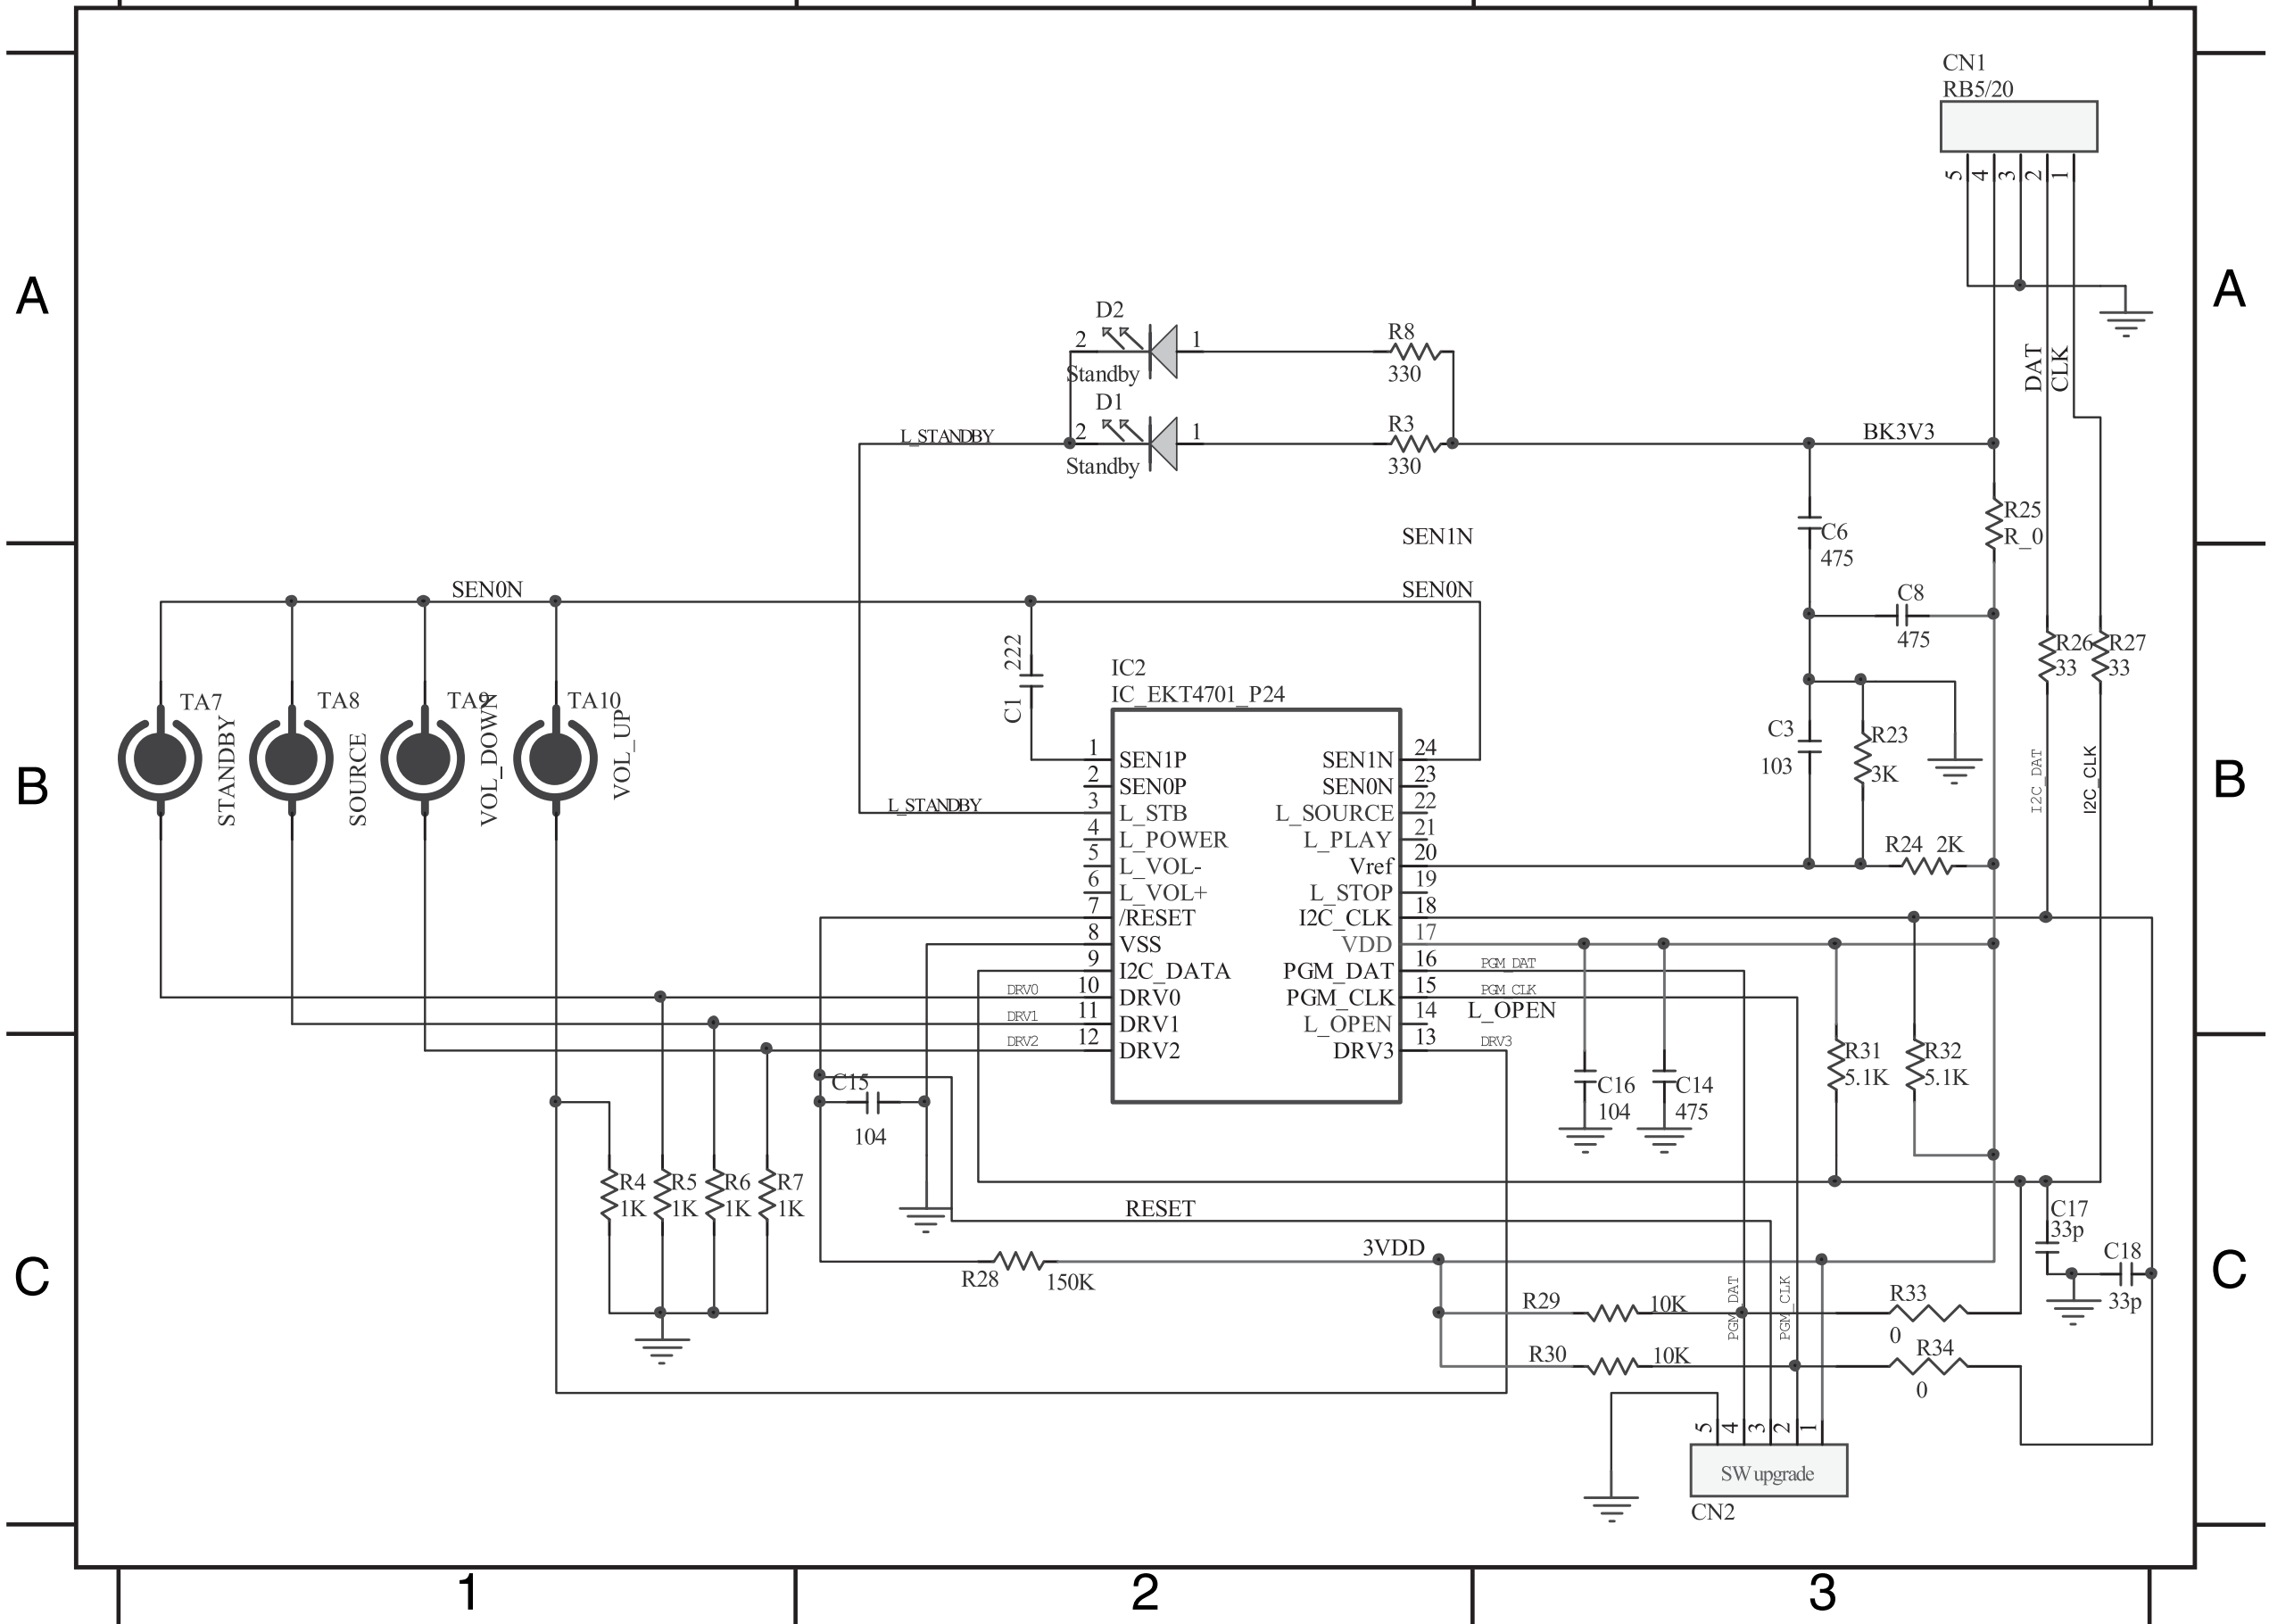 CN1
RB5/20
5 4 3 2 1
A
A
D2
2
1
Standby
R8
330
DAT
CLK
D1
2
1
Standby
R3
330
L_STANDBY
BK3V3
R25
R_0
C6
475
SEN1N
SEN0N
SEN0N
C8
475
222
C1
R26
33
R27
33
IC2
IC_EKT4701_P24
TA7
STANDBY
TA8
SOURCE
TA9
VOL_DOWN
TA10
VOL_UP
C3
103
R23
3K
I2C_DAT
I2C_CLK
B
B
L_STANDBY
1 SEN1P
2 SEN0P
3 L_STB
4 L_POWER
5 L_VOL-
6 L_VOL+
7 /RESET
8 VSS
9 I2C_DATA
10 DRV0
11 DRV1
12 DRV2
SEN1N 24
SEN0N 23
L_SOURCE 22
L_PLAY 21
Vref 20
L_STOP 19
I2C_CLK 18
VDD 17
PGM_DAT 16
PGM_CLK 15
L_OPEN 14
DRV3 13
R24 2K
DRV0
DRV1
DRV2
PGM_DAT
PGM_CLK
L_OPEN
DRV3
C15
104
C16
104
C14
475
R31
5.1K
R32
5.1K
R4
1K
R5
1K
R6
1K
R7
1K
RESET
3VDD
R28
150K
C17
33p
C18
33p
C
C
PGM_DAT
PGM_CLK
R29
10K
R33
0
R30
10K
R34
0
5 4 3 2 1
SW upgrade
CN2
1
2
3